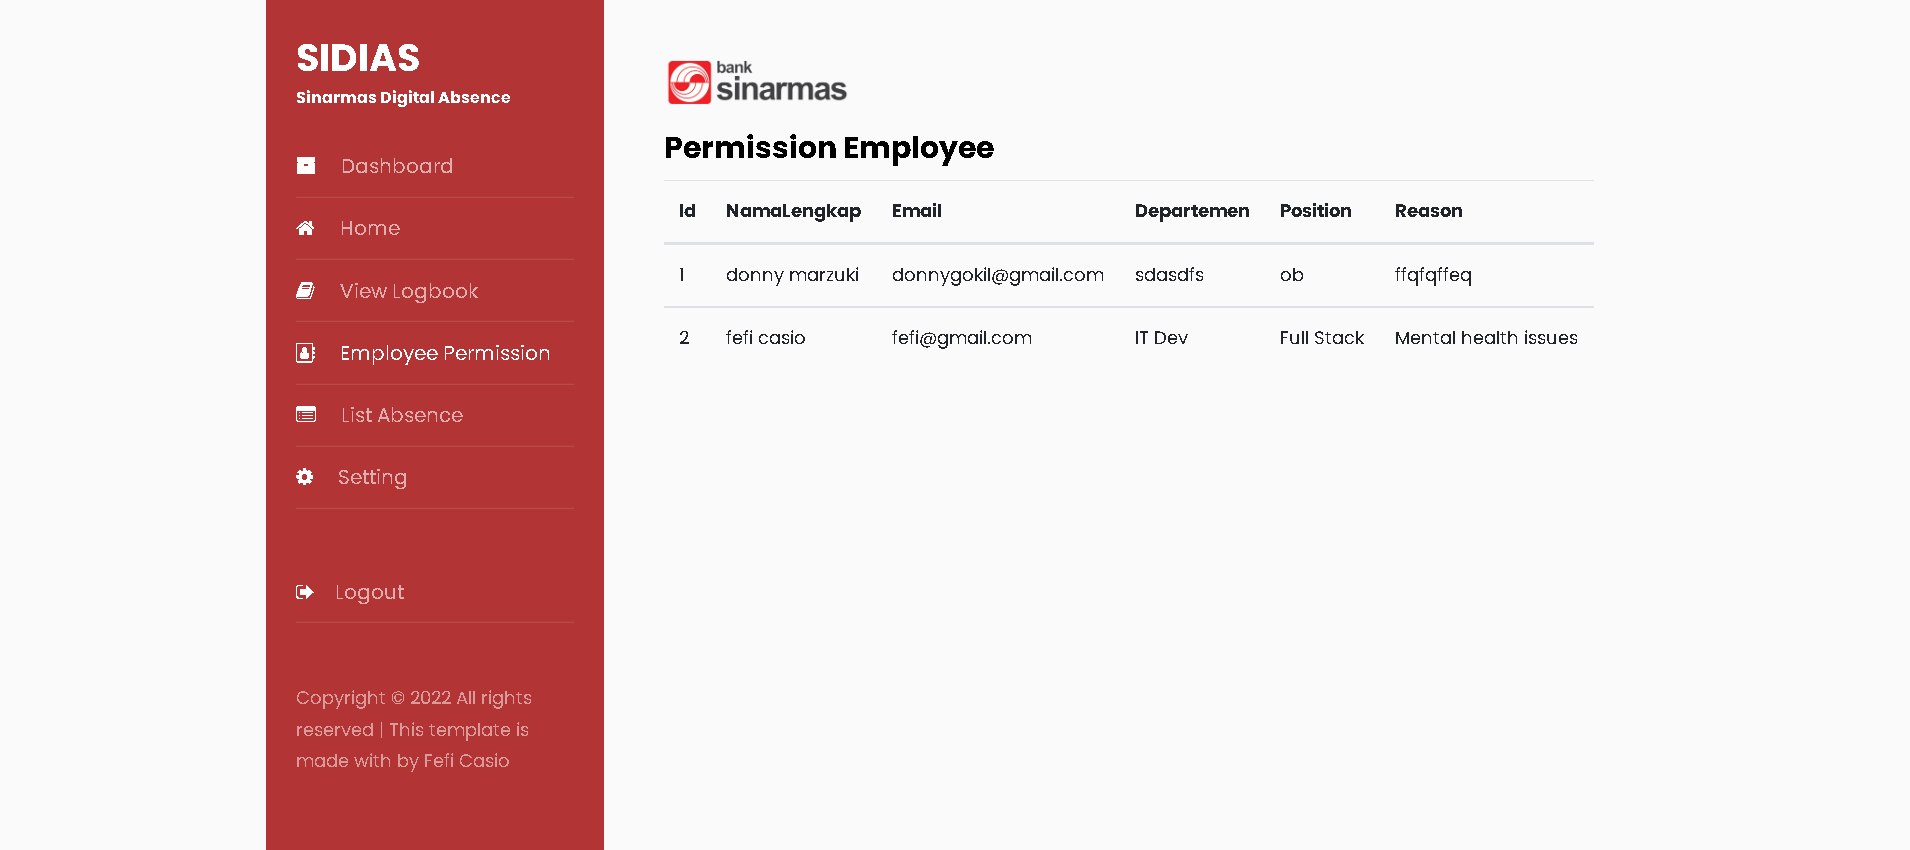 SIDIAS
Sinarmas Digital Absence
Dashboard
Home
View Logbook
Employee Permission
List Absence
Setting
Logout
Copyright © 2022 All rights
reserved | This template is
made with by Fefi Casio
bank
sinarmas
Permission Employee
Id NamaLengkap Email Departemen Position Reason
1 donny marzuki donnygokil@gmail.com sdasdfs ob ffqfqffeq
2 fefi casio fefi@gmail.com IT Dev Full Stack Mental health issues